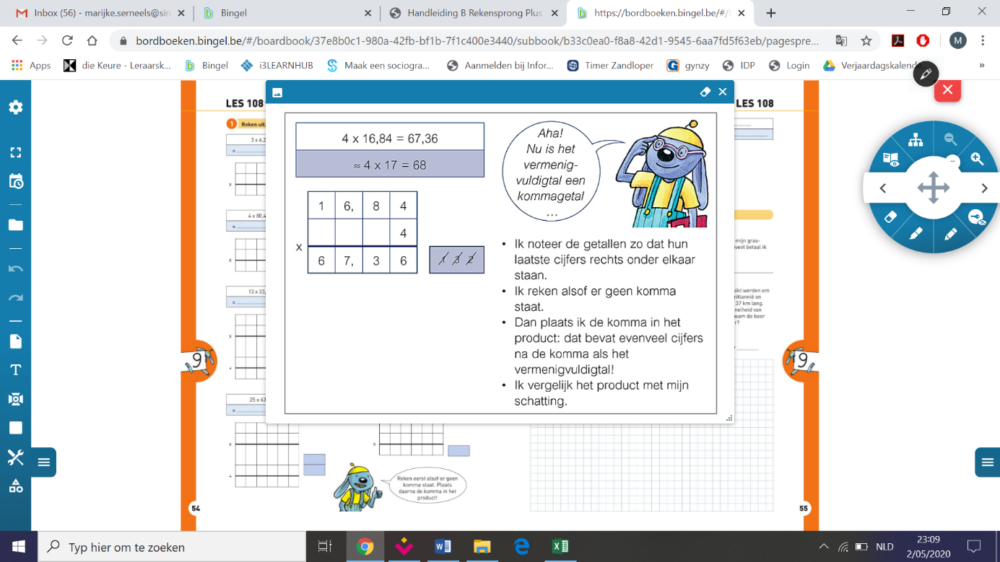 Inbox (56) - marijke.serneels@sin
Bingel
Handleiding B Rekensprong Plus
https://bordboeken.bingel.be/#/
bordboeken.bingel.be/#/boardbook/37e8b0c1-980a-42fb-bf1b-7f1c400e3440/subbook/b33c0ea0-f8a8-42d1-9545-6aa7fd5f63eb/pagespre...
M
Apps
die Keure - Leraarsk...
Bingel
i3LEARNHUB
Maak een sociogra...
Aanmelden bij Infor...
Timer Zandloper
gynzy
IDP
Login
Verjaardagskalende
»
LES 108
LES 108
1 Reken uit.
3 x 6,2
≈
x
4 x 80,4
≈
x
13 x 33,
≈
x
+
25 x 63
≈
x
+
x
4 x 16,84 = 67,36
≈ 4 x 17 = 68
1 6, 8 4
4
x
6 7, 3 6
1 3 2
Aha!
Nu is het
vermenig-
vuldigtal een
kommagetal
...
• Ik noteer de getallen zo dat hun
laatste cijfers rechts onder elkaar
staan.
• Ik reken alsof er geen komma
staat.
• Dan plaats ik de komma in het
product: dat bevat evenveel cijfers
na de komma als het
vermenigvuldigtal!
• Ik vergelijk het product met mijn
schatting.
mijn gras-
veel betaal ik
uikt werden om
rittannië en
37 km lang.
nelheid van
wam de boor
r?
9
9
Reken eerst alsof er geen
komma staat. Plaats
daarna de komma in het
product!
54
55
T
Typ hier om te zoeken
NLD
23:09
2/05/2020